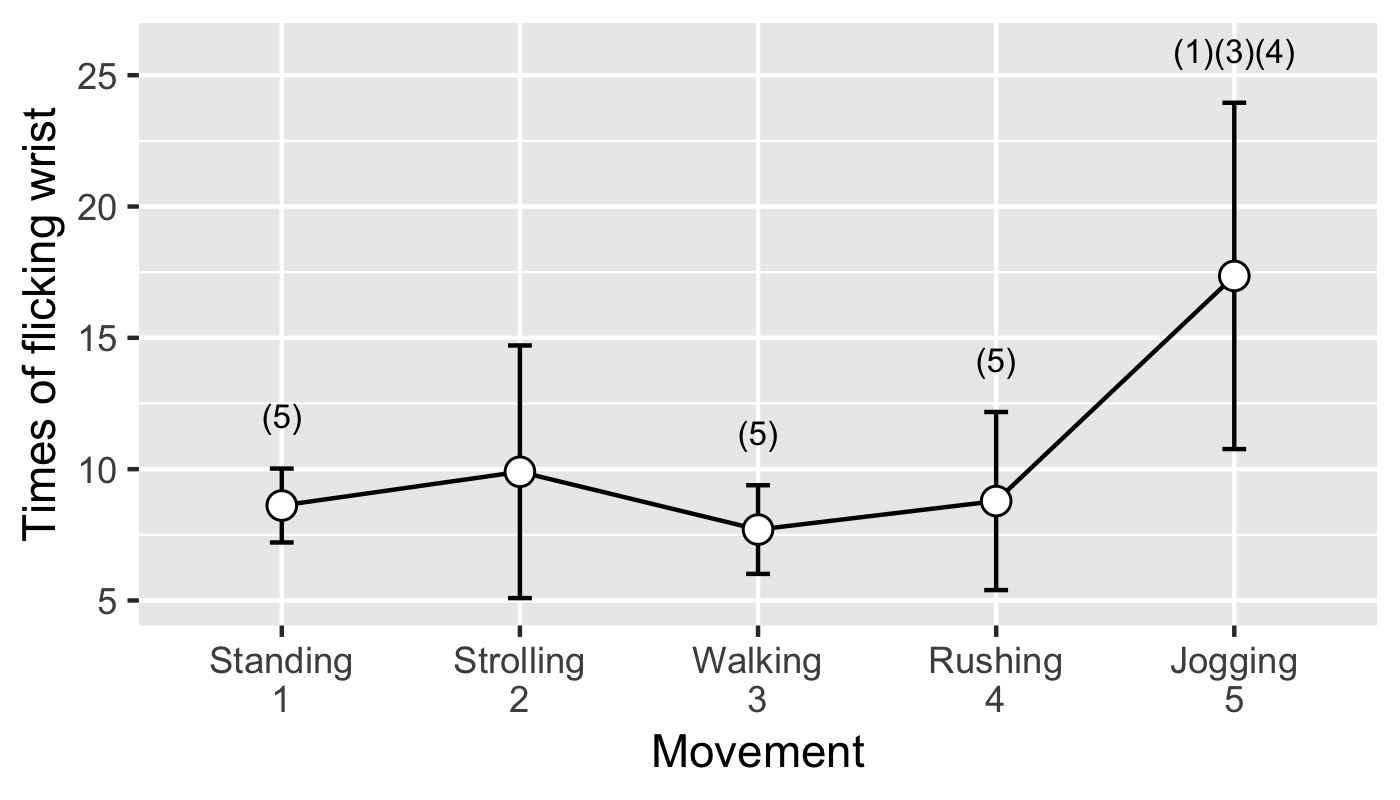 Times of flicking wrist
25
20
15
10
5
(5)
(5)
(5)
(1)(3)(4)
Standing Strolling Walking Rushing Jogging
1 2 3 4 5
Movement